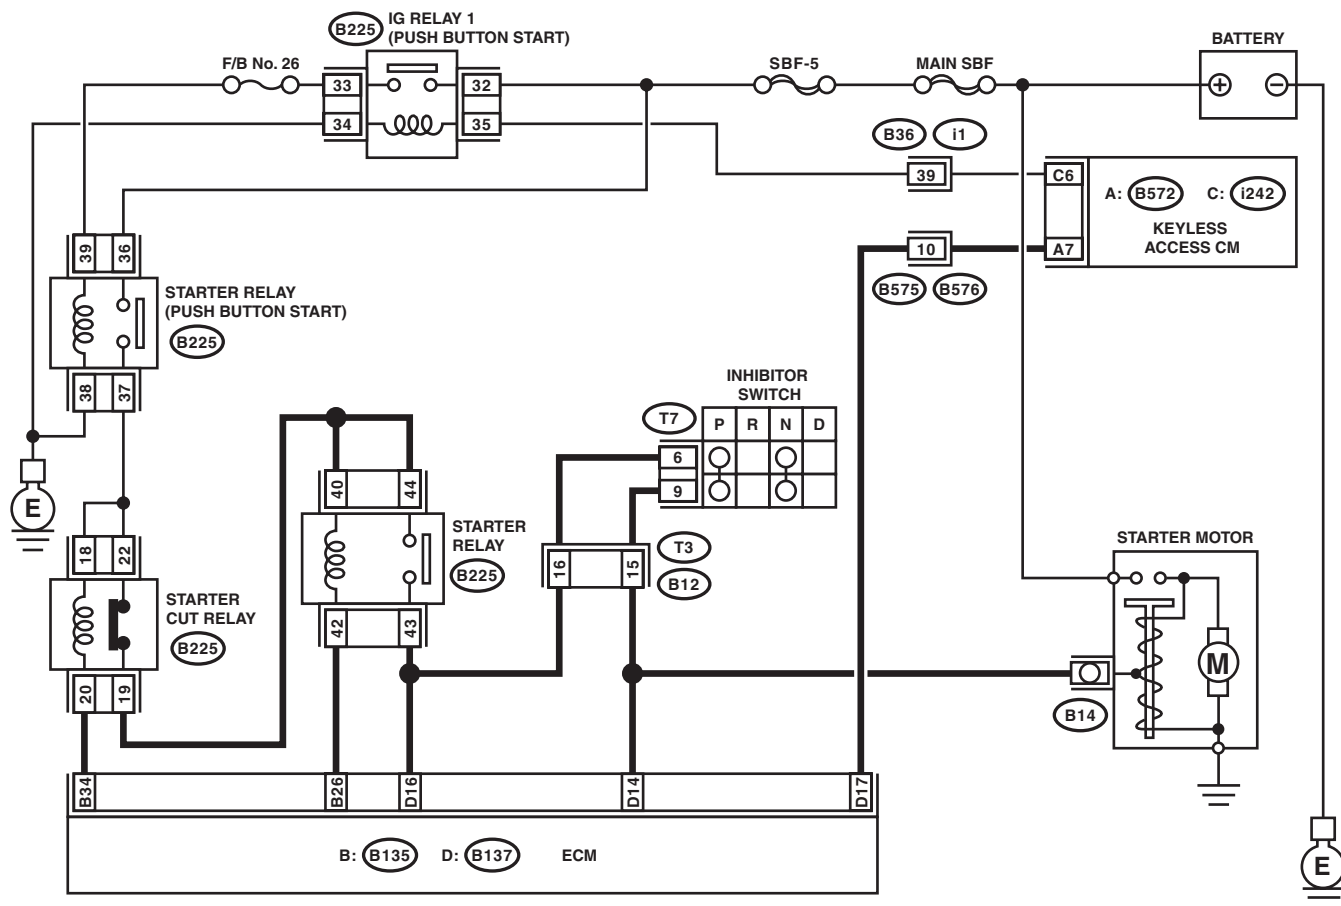 B225
IG RELAY 1
(PUSH BUTTON START)
F/B No. 26
33
32
34
35
SBF-5
MAIN SBF
BATTERY
+
−
B36
i1
39
C6
A: B572 C: i242
KEYLESS
ACCESS CM
10
A7
B575
B576
39
36
STARTER RELAY
(PUSH BUTTON START)
B225
38
37
E
INHIBITOR
SWITCH
T7
P R N D
6
9
40
44
STARTER
RELAY
B225
42
43
T3
B12
16
15
18
22
STARTER
CUT RELAY
B225
20
19
STARTER MOTOR
M
B14
B34
B26
D16
D14
D17
B: B135 D: B137 ECM
E